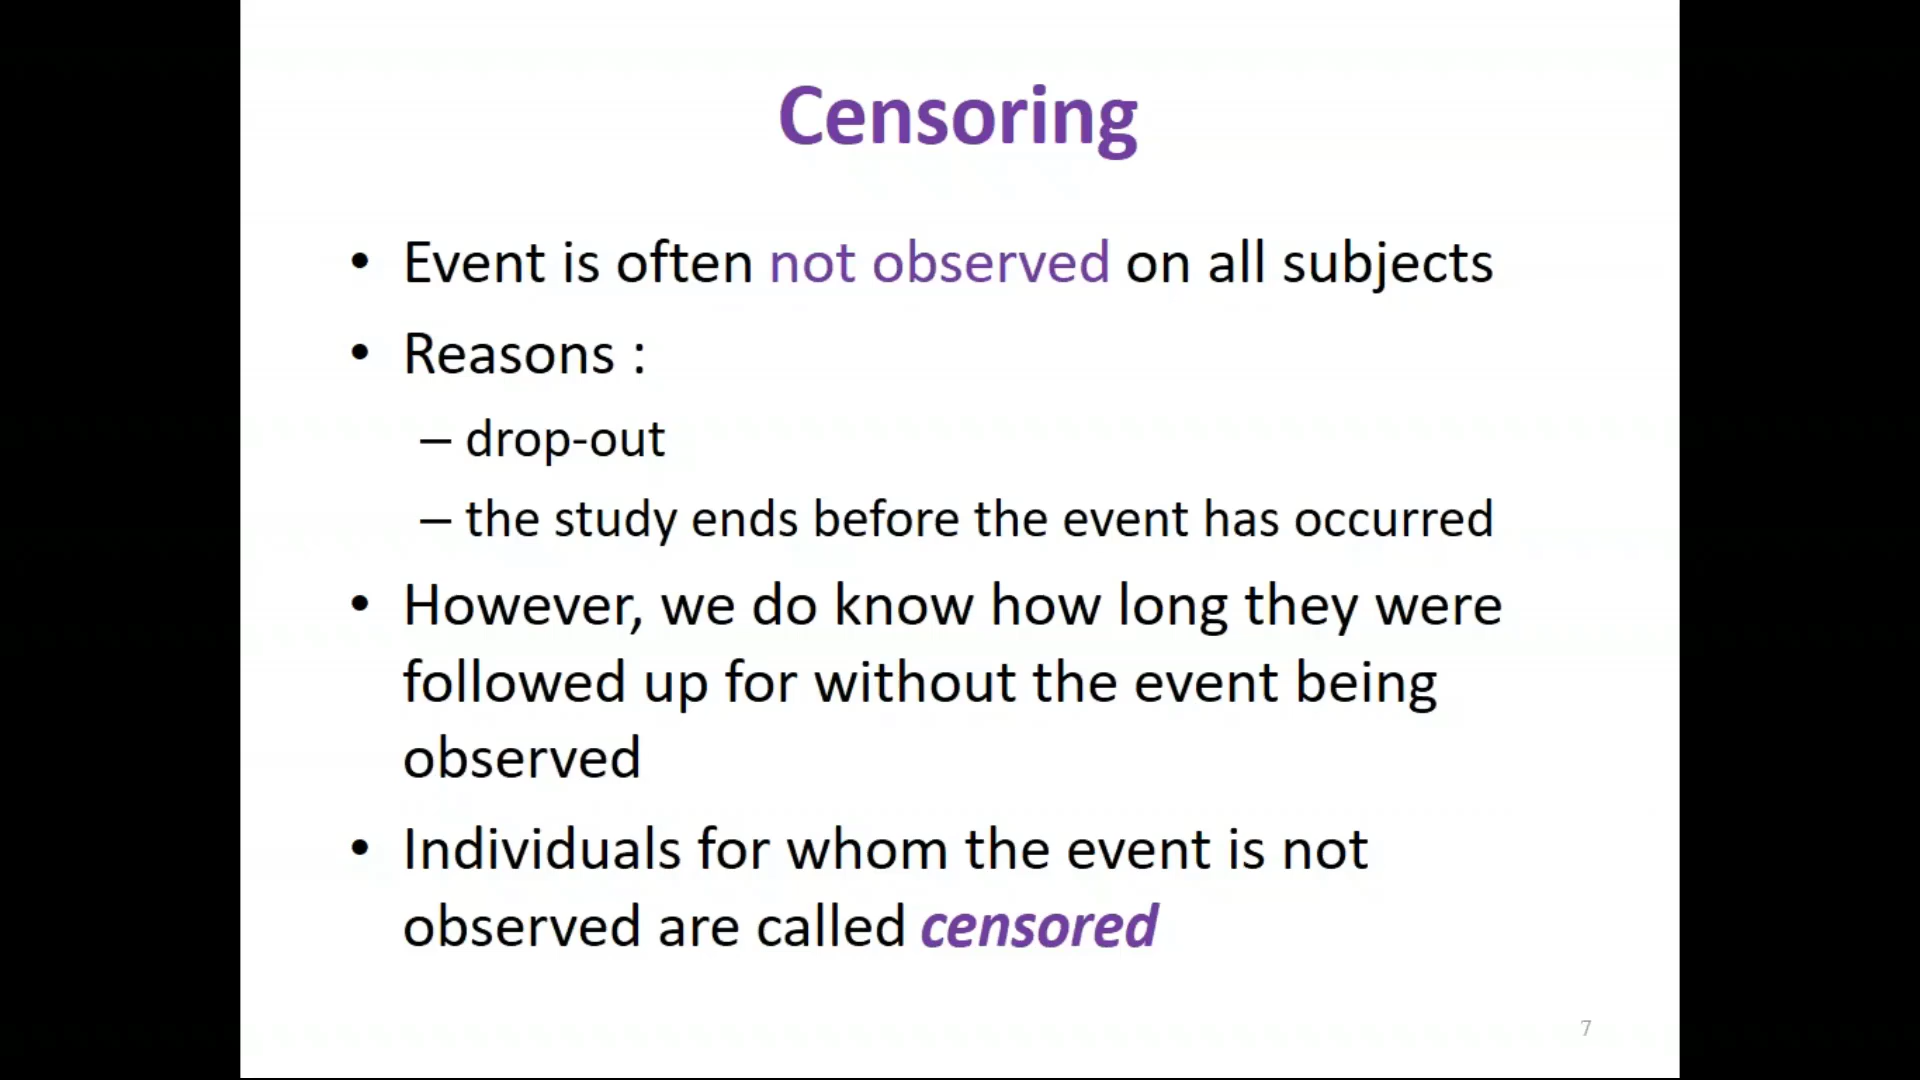 Censoring
• Event is often not observed on all subjects
• Reasons :
– drop-out
– the study ends before the event has occurred
• However, we do know how long they were
followed up for without the event being
observed
• Individuals for whom the event is not
observed are called censored
7